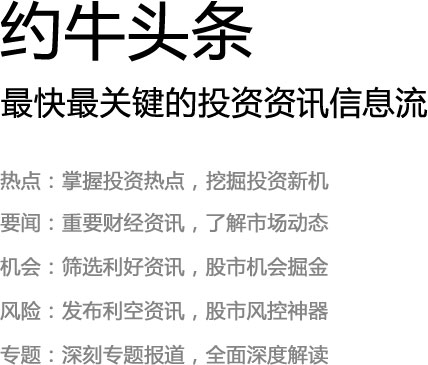 约牛头条
最快最关键的投资资讯信息流
热点：掌握投资热点，挖掘投资新机
要闻：重要财经资讯，了解市场动态
机会：筛选利好资讯，股市机会掘金
风险：发布利空资讯，股市风控神器
专题：深刻专题报道，全面深度解读